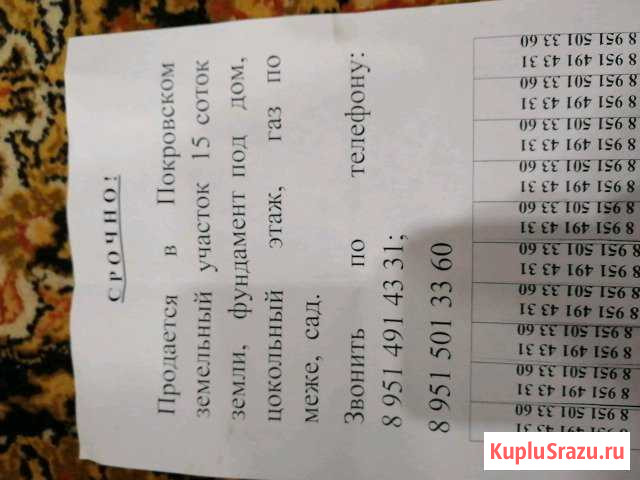 СРОЧНО!
Продается в Покровском
земельный участок 15 соток
земли, фундамент под дом,
цокольный этаж, газ по
меже, сад.
Звонить по телефону:
8 951 491 43 31;
8 951 501 33 60
8 951 491 43 31
8 951 501 33 60
8 951 491 43 31
8 951 501 33 60
8 951 491 43 31
8 951 501 33 60
8 951 491 43 31
8 951 501 33 60
8 951 491 43 31
8 951 501 33 60
8 951 491 43 31
8 951 501 33 60
8 951 491 43 31
8 951 501 33 60
8 951 491 43 31
8 951 501 33 60
8 951 491 43 31
8 951 501 33 60
8 951 491 43 31
8 951 501 33 60
KupluSrazu.ru